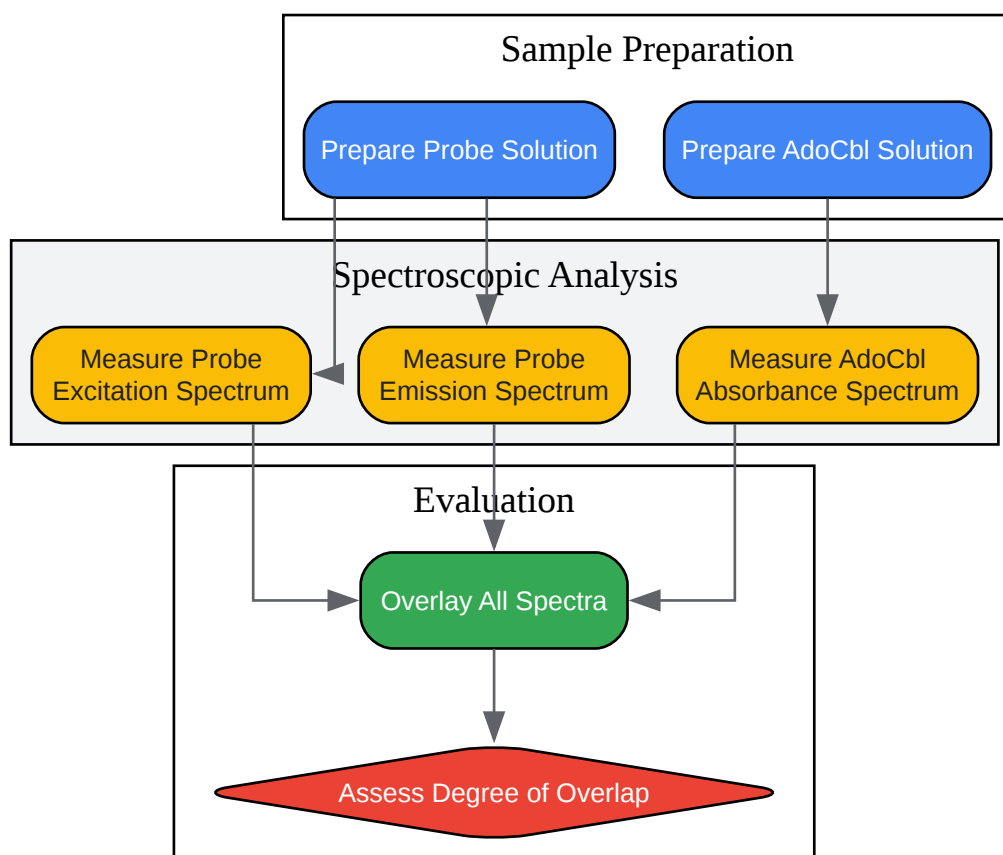 Sample Preparation
Prepare Probe Solution
Prepare AdoCbl Solution
Spectroscopic Analysis
Measure Probe
Excitation Spectrum
Measure Probe
Emission Spectrum
Measure AdoCbl
Absorbance Spectrum
Evaluation
Overlay All Spectra
Assess Degree of Overlap